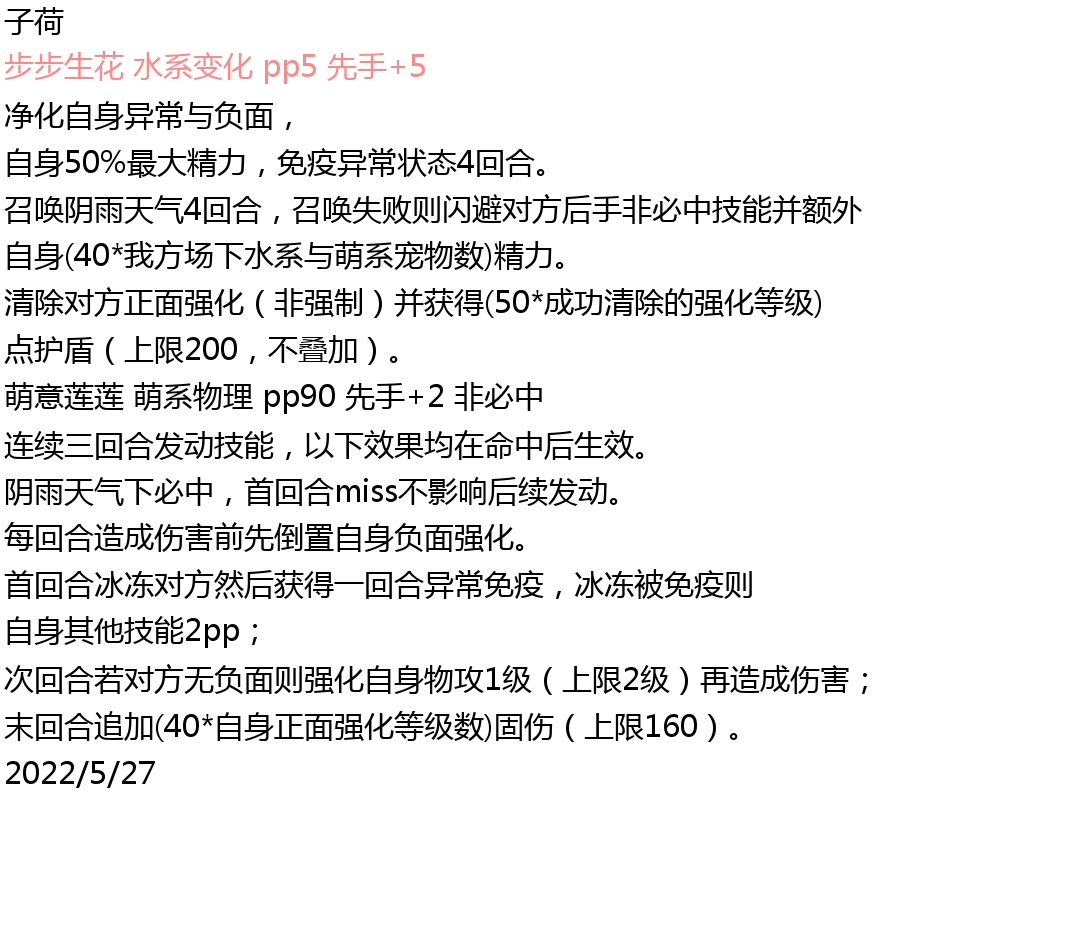 子荷
步步生花 水系变化 pp5 先手+5
净化自身异常与负面，
自身50%最大精力，免疫异常状态4回合。
召唤阴雨天气4回合，召唤失败则闪避对方后手非必中技能并额外
自身(40*我方场下水系与萌系宠物数)精力。
清除对方正面强化（非强制）并获得(50*成功清除的强化等级)
点护盾（上限200，不叠加）。
萌意莲莲 萌系物理 pp90 先手+2 非必中
连续三回合发动技能，以下效果均在命中后生效。
阴雨天气下必中，首回合miss不影响后续发动。
每回合造成伤害前先倒置自身负面强化。
首回合冰冻对方然后获得一回合异常免疫，冰冻被免疫则
自身其他技能2pp；
次回合若对方无负面则强化自身物攻1级（上限2级）再造成伤害；
末回合追加(40*自身正面强化等级数)固伤（上限160）。
2022/5/27